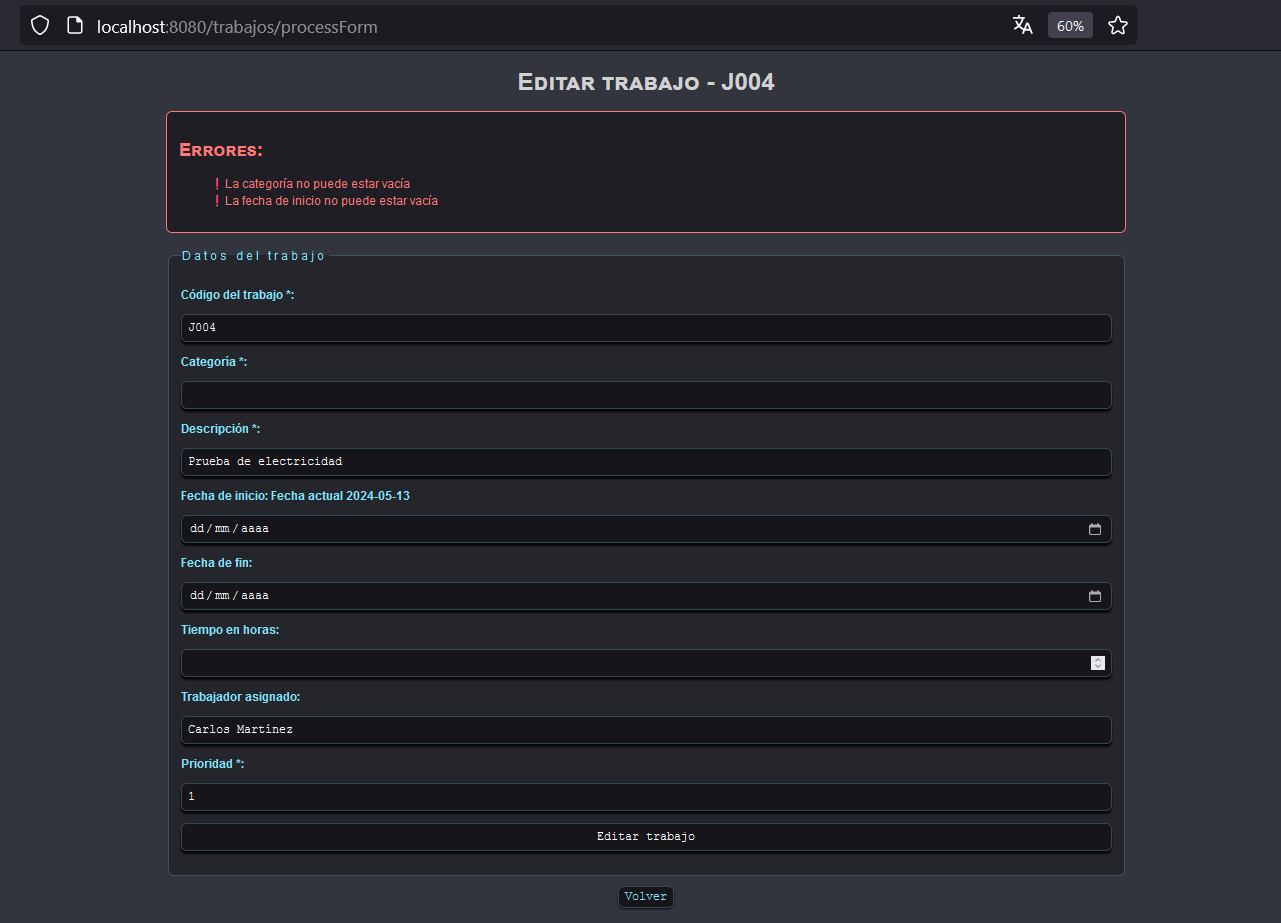 localhost:8080/trabajos/processForm
60%
Editar trabajo - J004
Errores:
❗ La categoría no puede estar vacía
❗ La fecha de inicio no puede estar vacía
Datos del trabajo
Código del trabajo *:
J004
Categoría *:
Descripción *:
Prueba de electricidad
Fecha de inicio: Fecha actual 2024-05-13
dd/mm/aaaa
Fecha de fin:
dd/mm/aaaa
Tiempo en horas:
Trabajador asignado:
Carlos Martínez
Prioridad *:
1
Editar trabajo
Volver